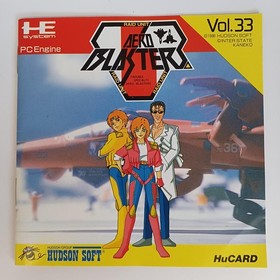 HE
system
PC Engine
RAID UNIT
AERO
BLASTERS
Vol.33
© 1990 HUDSON SOFT
©INTER STATE
KANEKO
36
HUDSON SOFT
HuCARD